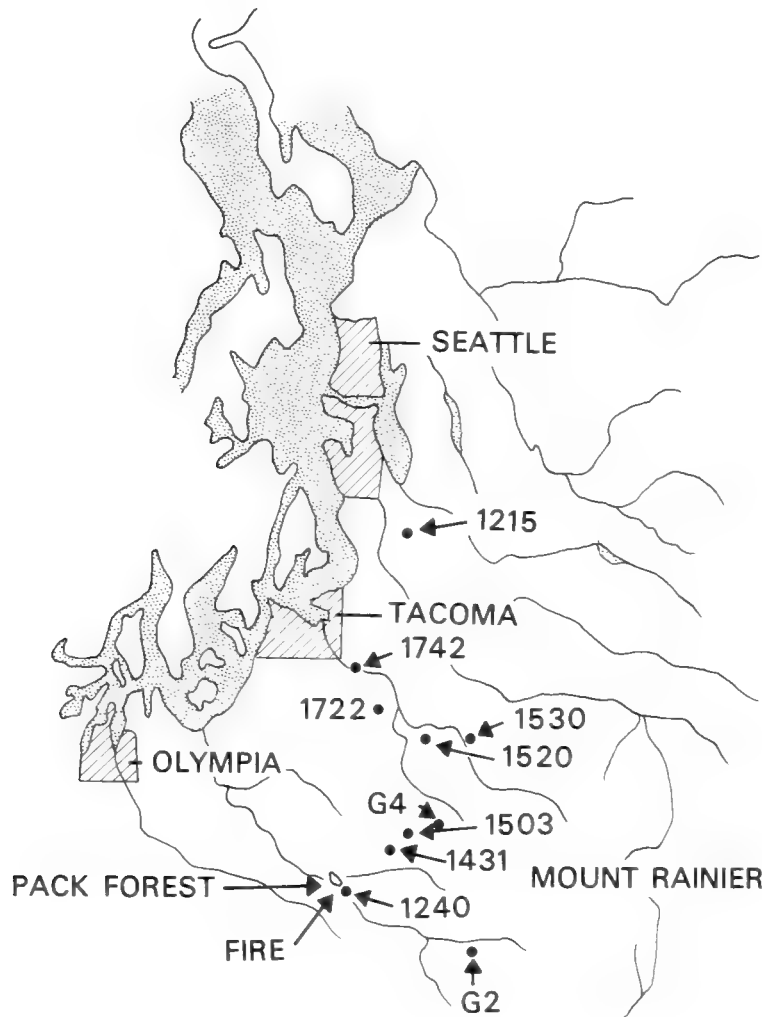 SEATTLE
1215
TACOMA
1742
1722
1530
1520
OLYMPIA
G4
1503
1431
PACK FOREST
MOUNT RAINIER
1240
FIRE
G2